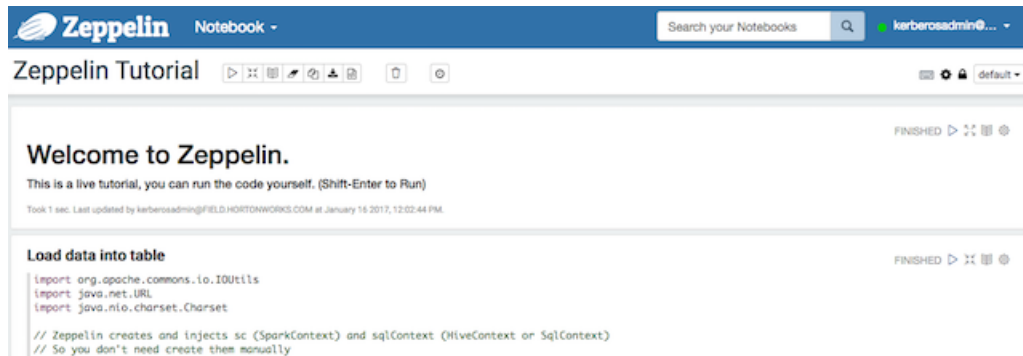 Zeppelin Notebook
Search your Notebooks
kerberosadmin@...
Zeppelin Tutorial
default
FINISHED
Welcome to Zeppelin.
This is a live tutorial, you can run the code yourself. (Shift-Enter to Run)
Took 1 sec. Last updated by kerberosadmin@FIELD.HORTONWORKS.COM at January 16 2017, 12:02:44 PM.
Load data into table
FINISHED
import org.apache.commons.io.IOUtils
import java.net.URL
import java.nio.charset.Charset
// Zeppelin creates and injects sc (SparkContext) and sqlContext (HiveContext or SqlContext)
// So you don't need create them manually